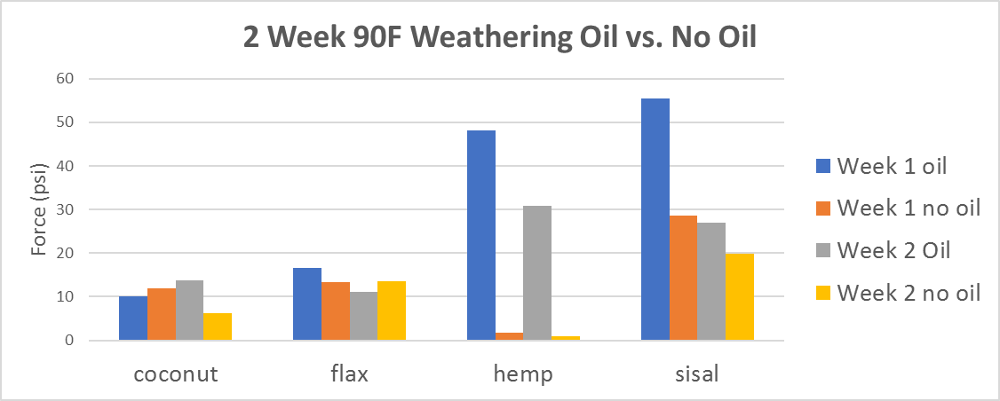 2 Week 90F Weathering Oil vs. No Oil
60
50
40
30
20
10
0
Force (psi)
coconut
flax
hemp
sisal
Week 1 oil
Week 1 no oil
Week 2 Oil
Week 2 no oil